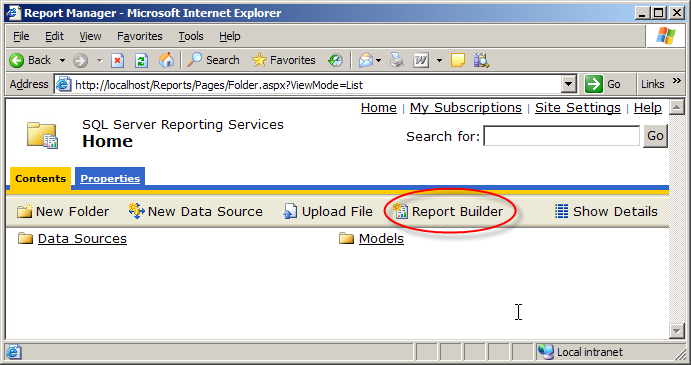 Report Manager - Microsoft Internet Explorer
File Edit View Favorites Tools Help
Back Search Favorites
Address http://localhost/Reports/Pages/Folder.aspx?ViewMode=List Go Links »
Home | My Subscriptions | Site Settings | Help
SQL Server Reporting Services
Home
Search for: Go
Contents Properties
New Folder New Data Source Upload File Report Builder Show Details
Data Sources Models
Local intranet